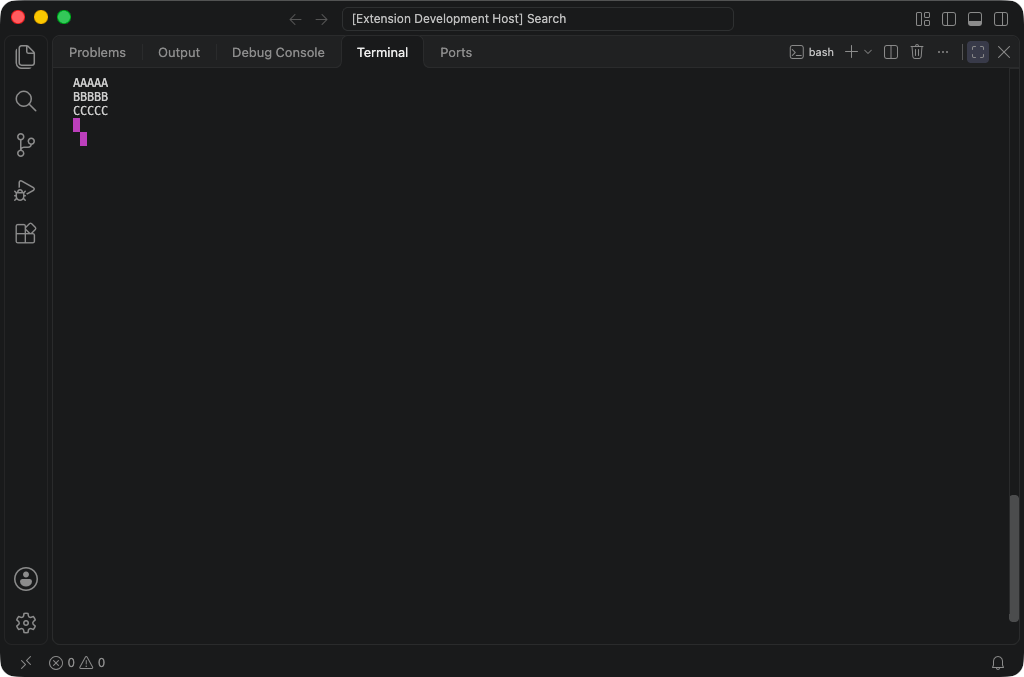 [Extension Development Host] Search
Problems Output Debug Console Terminal Ports bash
AAAAA
BBBBB
CCCCC
0 0